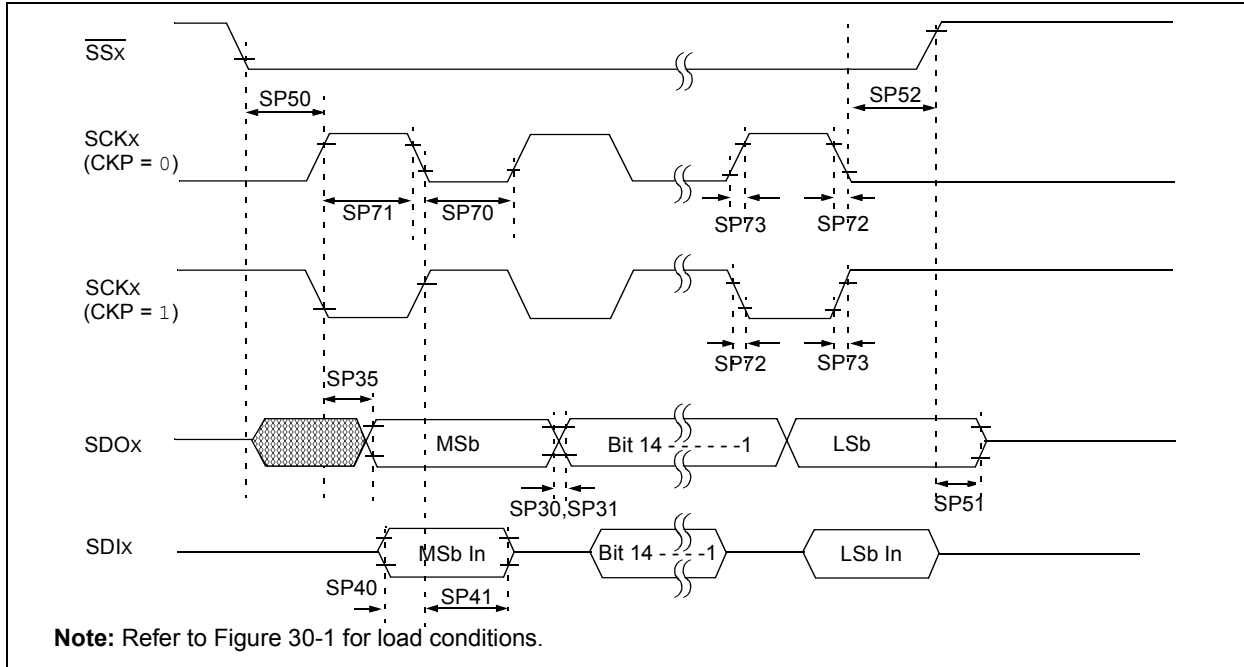 SSx
SP50
SP52
SCKx
(CKP = 0)
SP71
SP70
SP73
SP72
SCKx
(CKP = 1)
SP72
SP73
SP35
SDOx
MSb
Bit 14 - - - - - -1
LSb
SP30,SP31
SP51
SDIx
MSb In
Bit 14 - - - -1
LSb In
SP40
SP41
Note: Refer to Figure 30-1 for load conditions.